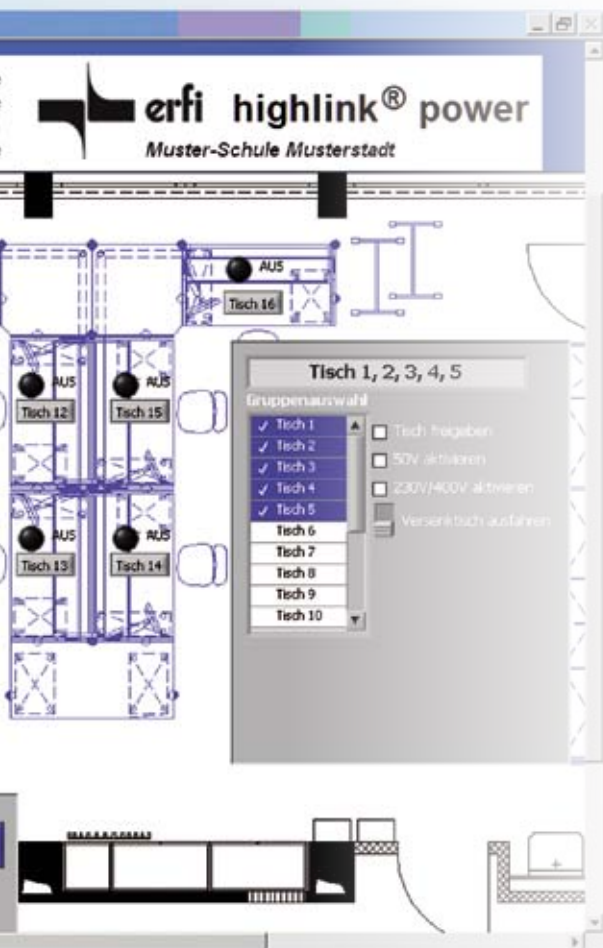 erfi highlink® power
Muster-Schule Musterstadt
AUS
Tisch 16
Tisch 1, 2, 3, 4, 5
Gruppenauswahl
AUS AUS
Tisch 12 Tisch 15
Tisch 1
Tisch 2
Tisch 3
Tisch 4
Tisch 5
Tisch 6
Tisch 7
Tisch 8
Tisch 9
Tisch 10
Tisch freigeben
50V aktivieren
230V/400V aktivieren
Versenktisch ausfahren
AUS AUS
Tisch 13 Tisch 14